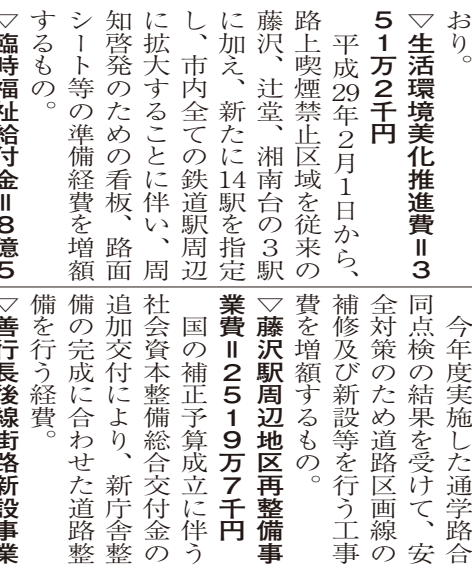 おり。
▽生活環境美化推進費＝3
51万2千円
　平成29年2月1日から、
路上喫煙禁止区域を従来の
藤沢、辻堂、湘南台の3駅
に加え、新たに14駅を指定
し、市内全ての鉄道駅周辺
に拡大することに伴い、周
知啓発のための看板、路面
シート等の準備経費を増額
するもの。
▽臨時福祉給付金＝8億5
　今年度実施した通学路合
同点検の結果を受けて、安
全対策のため道路区画線の
補修及び新設等を行う工事
費を増額するもの。
▽藤沢駅周辺地区再整備事
業費＝2519万7千円
　国の補正予算成立に伴う
社会資本整備総合交付金の
追加交付により、新庁舎整
備の完成に合わせた道路整
備を行う経費。
▽善行長後線街路新設事業